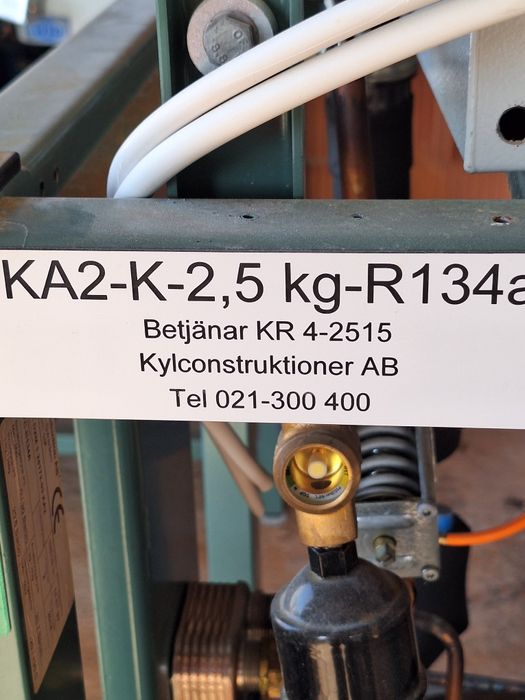 KA2-K-2,5 kg-R134a
Betjänar KR 4-2515
Kylconstruktioner AB
Tel 021-300 400